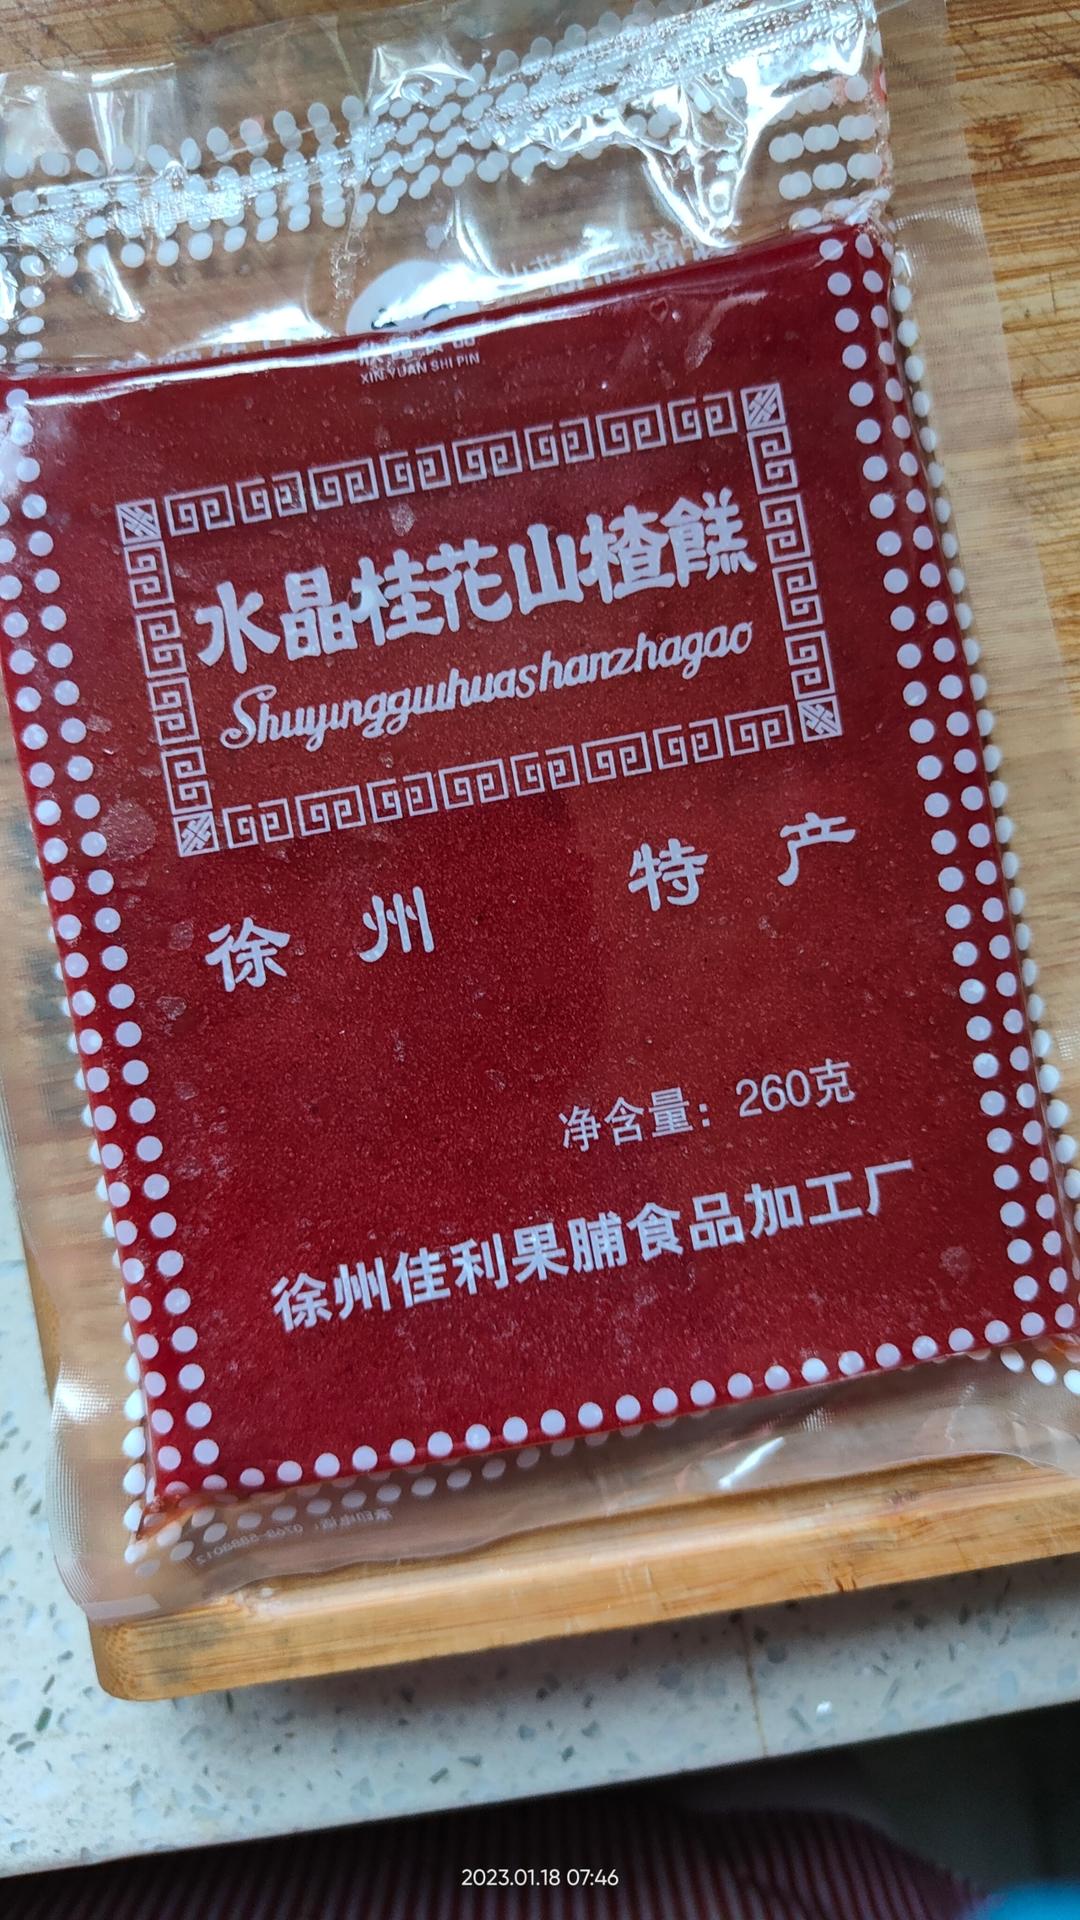 XIN YUAN SHI PIN
水晶桂花山楂餻
Shuyingguihuashanzhagao
徐州 特产
净含量：260克
徐州佳利果脯食品加工厂
2023.01.18 07:46